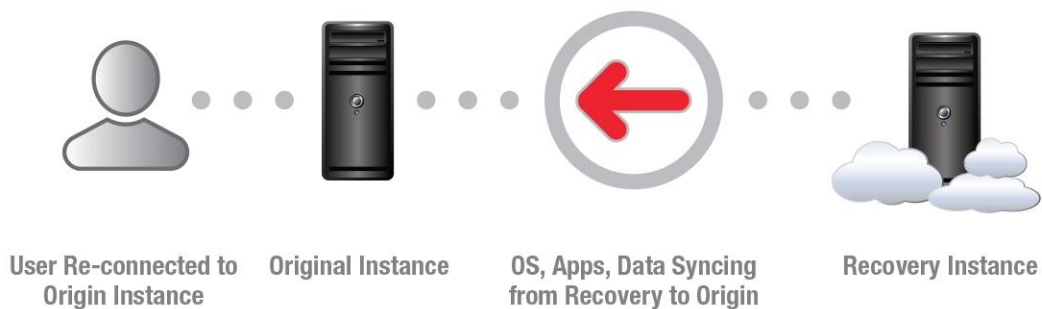 User Re-connected to
Origin Instance
Original Instance
OS, Apps, Data Syncing
from Recovery to Origin
Recovery Instance